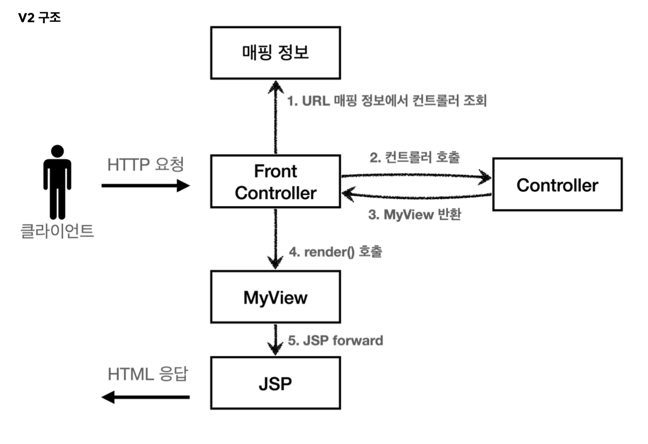 V2 구조
매핑 정보
1. URL 매핑 정보에서 컨트롤러 조회
HTTP 요청
Front
Controller
2. 컨트롤러 호출
Controller
3. MyView 반환
클라이언트
4. render() 호출
MyView
5. JSP forward
HTML 응답
JSP